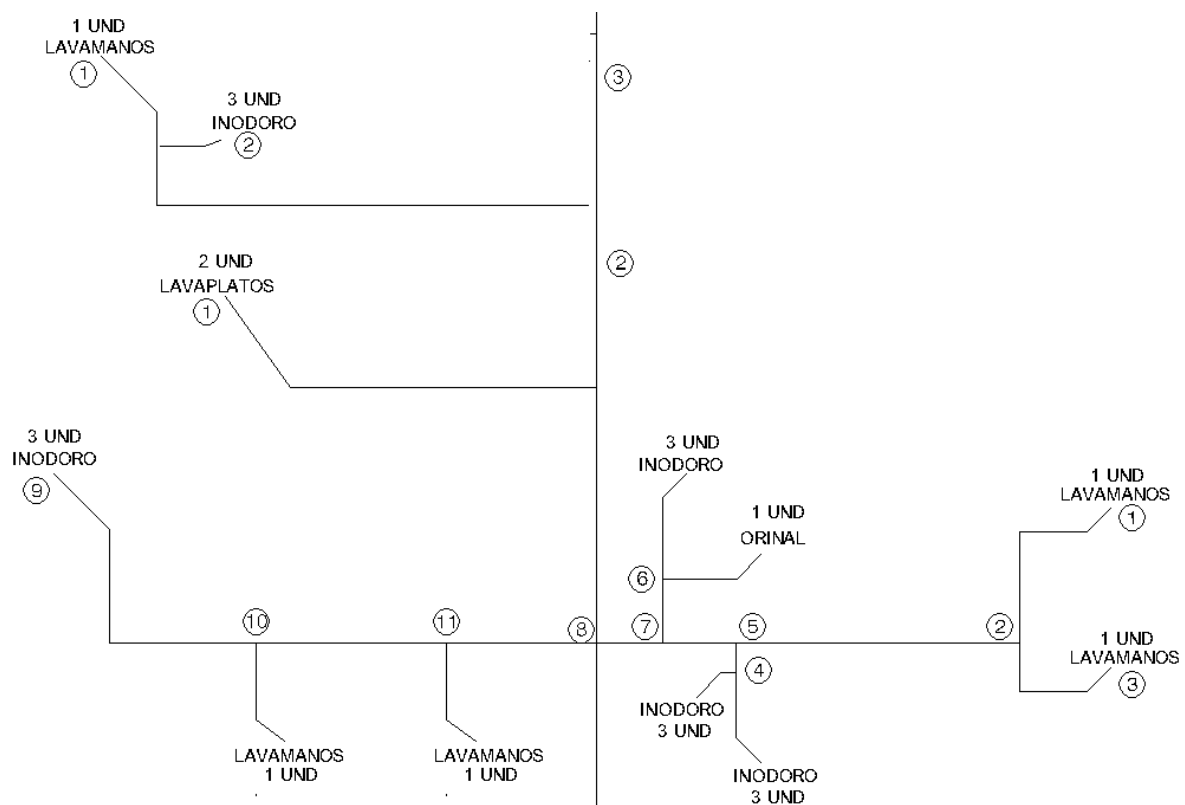 1 UND
LAVAMANOS
1
3 UND
INODORO
2
3
2 UND
LAVAPLATOS
1
2
3 UND
INODORO
9
3 UND
INODORO
1 UND
ORINAL
6
1 UND
LAVAMANOS
1
10
11
8
7
5
2
4
1 UND
LAVAMANOS
3
INODORO
3 UND
LAVAMANOS
1 UND
LAVAMANOS
1 UND
INODORO
3 UND